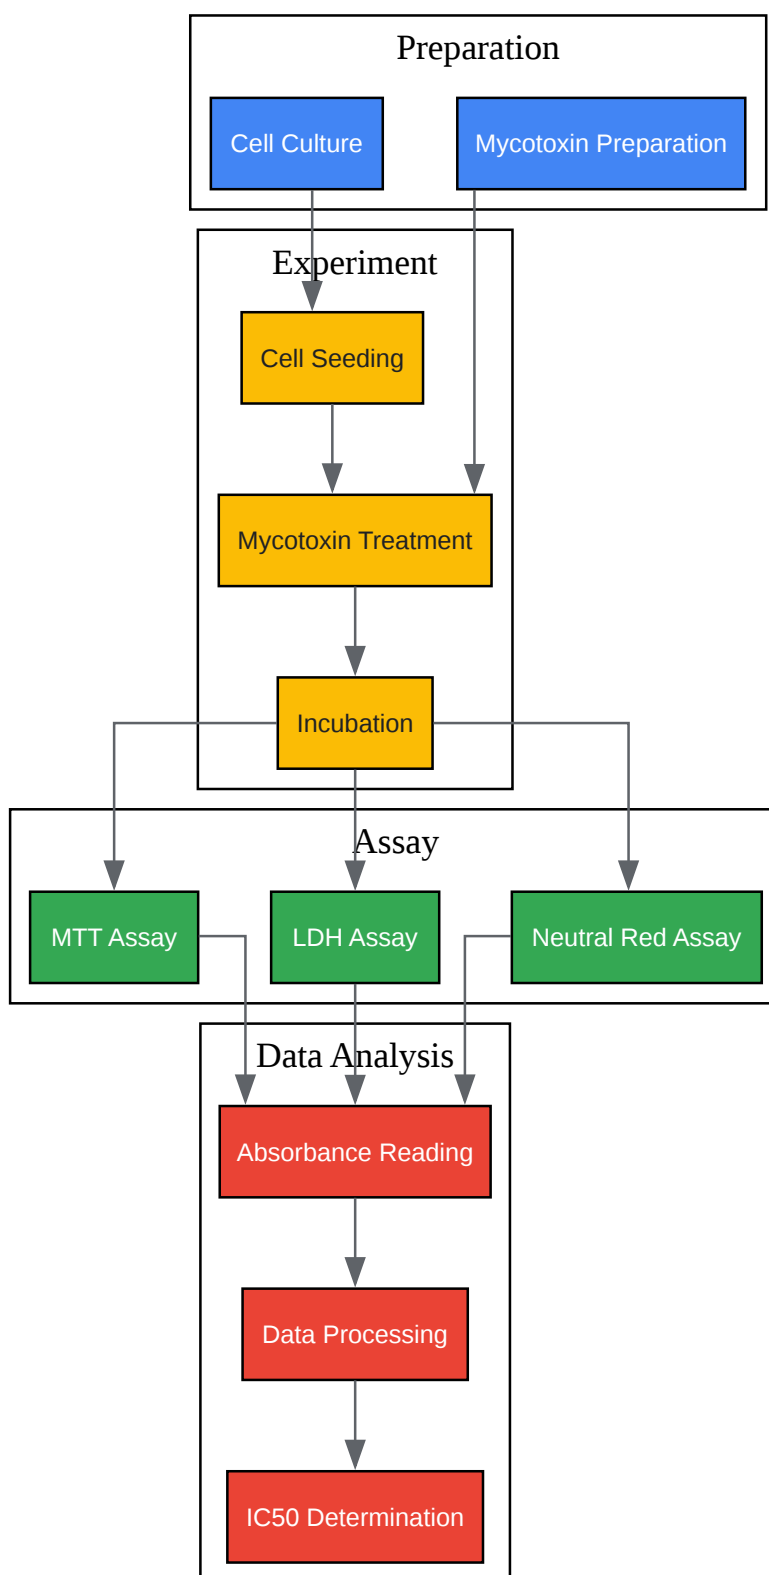 Preparation
Cell Culture
Mycotoxin Preparation
Experiment
Cell Seeding
Mycotoxin Treatment
Incubation
Assay
MTT Assay
LDH Assay
Neutral Red Assay
Data Analysis
Absorbance Reading
Data Processing
IC50 Determination